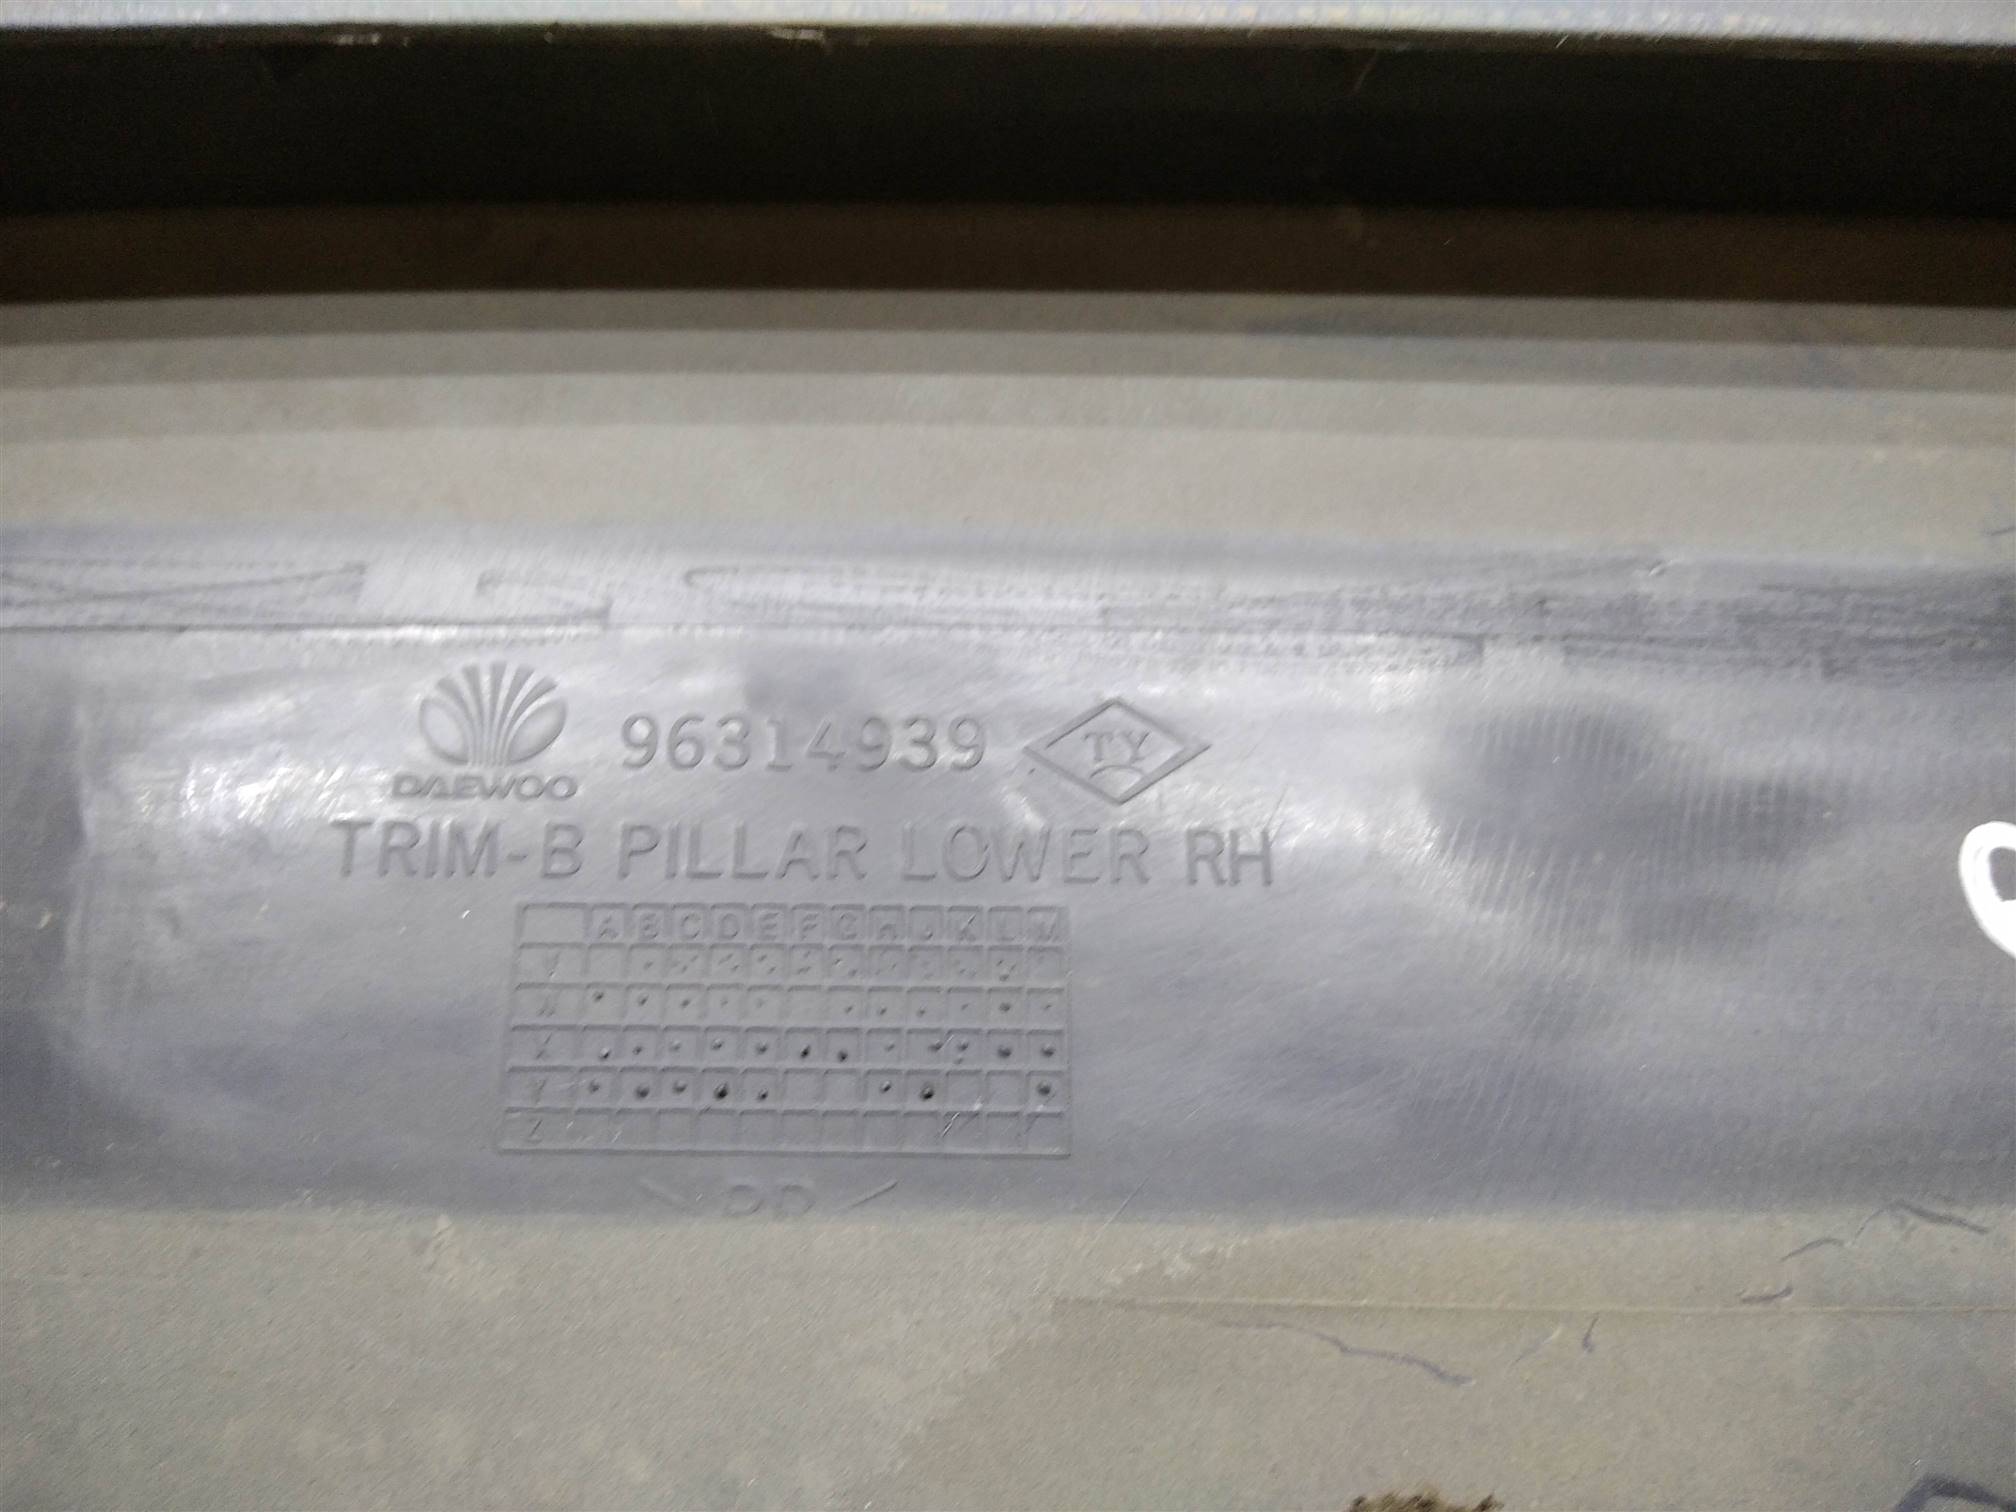 DAEWOO 96314939 TY
TRIM-B PILLAR LOWER RH
A B C D E F G H J K L M
V
W
X
Y
Z